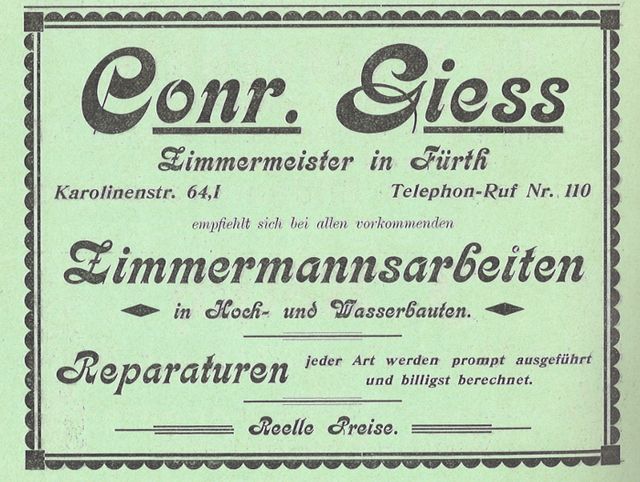 Conr. Giess
Zimmermeister in Fürth
Karolinenstr. 64,I Telephon-Ruf Nr. 110
empfiehlt sich bei allen vorkommenden
Zimmermannsarbeiten
in Hoch- und Wasserbauten.
Reparaturen jeder Art werden prompt ausgeführt
und billigst berechnet.
Reelle Preise.